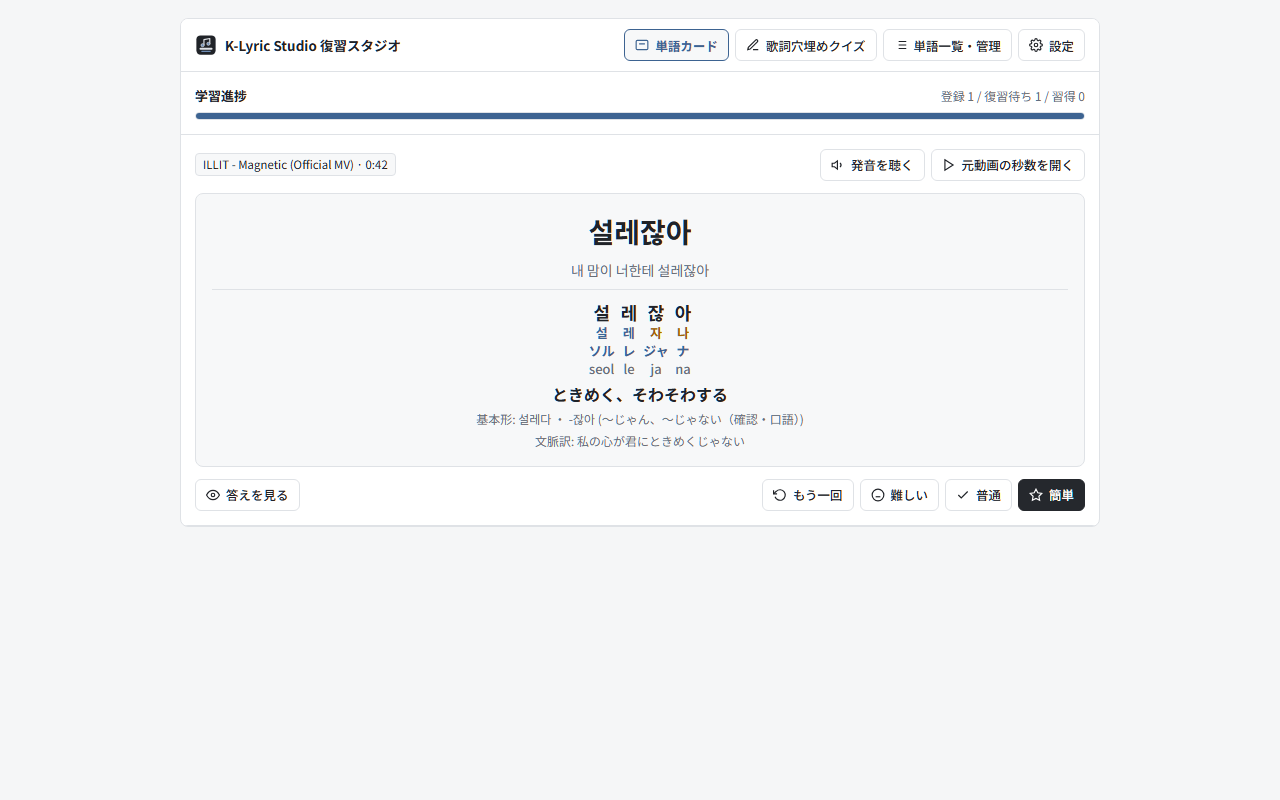 K-Lyric Studio 復習スタジオ
単語カード
歌詞穴埋めクイズ
単語一覧・管理
設定
学習進捗
登録 1 / 復習待ち 1 / 習得 0
ILLIT - Magnetic (Official MV) · 0:42
発音を聴く
元動画の秒数を開く
설레잖아
내 맘이 너한테 설레잖아
설 레 잖 아
설 레 자 나
ソル レ ジャ ナ
seol le ja na
ときめく、そわそわする
基本形: 설레다 ・ -잖아 (〜じゃん、〜じゃない（確認・口語）)
文脈訳: 私の心が君にときめくじゃない
答えを見る
もう一回
難しい
普通
簡単